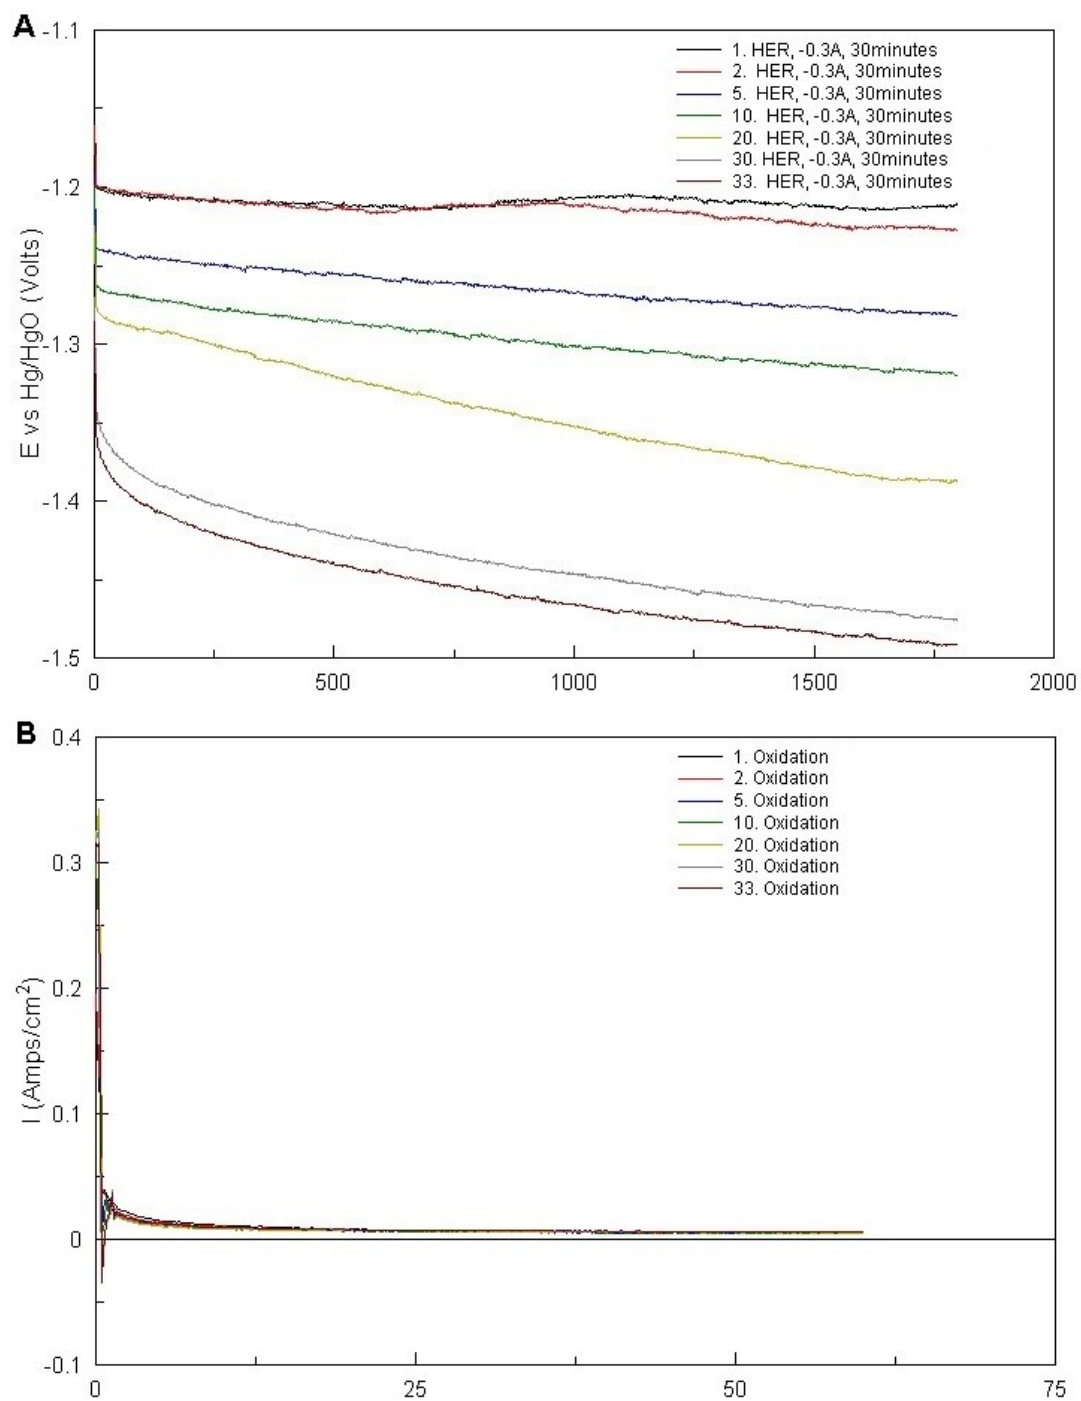 A
-1.1
1. HER, -0.3A, 30minutes
2. HER, -0.3A, 30minutes
5. HER, -0.3A, 30minutes
10. HER, -0.3A, 30minutes
20. HER, -0.3A, 30minutes
30. HER, -0.3A, 30minutes
33. HER, -0.3A, 30minutes
-1.2
-1.3
-1.4
-1.5
E vs Hg/HgO (Volts)
0 500 1000 1500 2000
B
0.4
1. Oxidation
2. Oxidation
5. Oxidation
10. Oxidation
20. Oxidation
30. Oxidation
33. Oxidation
0.3
0.2
0.1
0
-0.1
I (Amps/cm²)
0 25 50 75